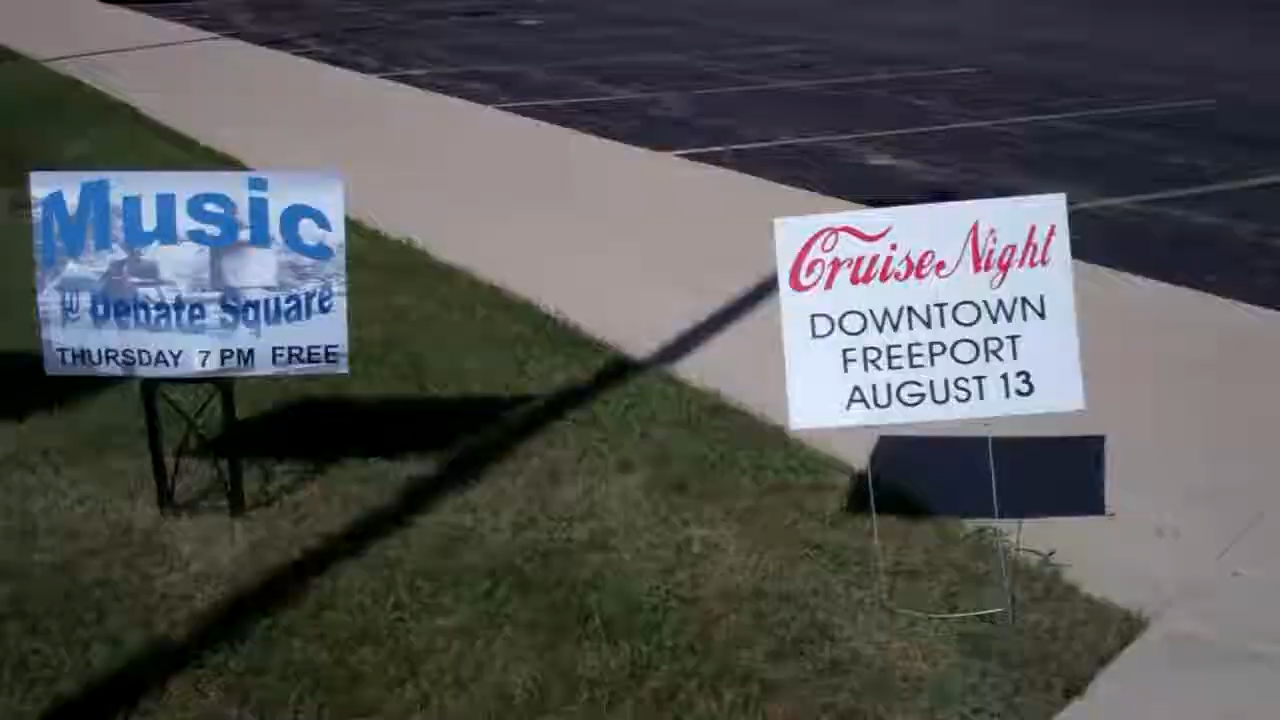 Music
@ Debate Square
THURSDAY 7 PM FREE
Cruise Night
DOWNTOWN
FREEPORT
AUGUST 13